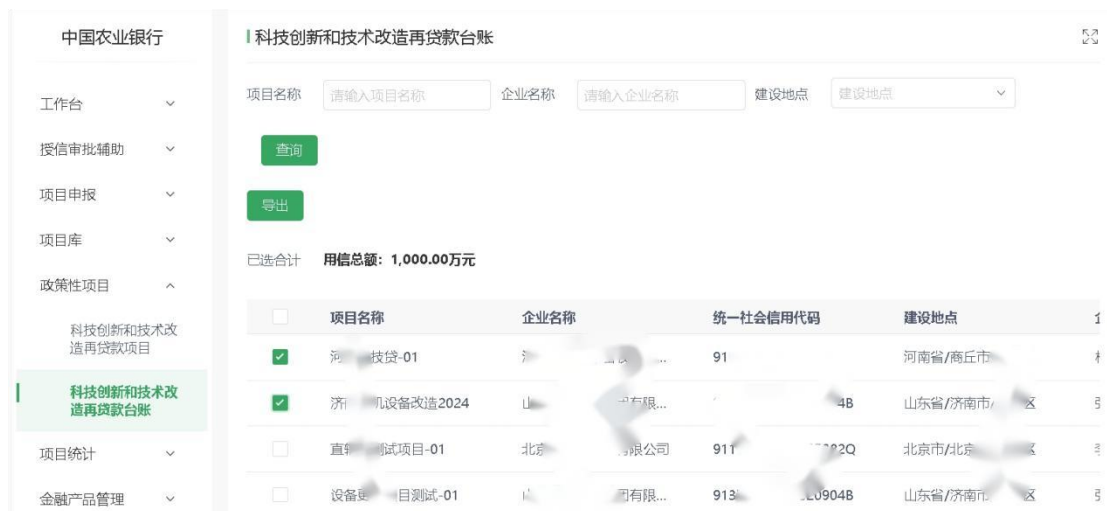 中国农业银行
工作台
授信审批辅助
项目申报
项目库
政策性项目
科技创新和技术改
造再贷款项目
科技创新和技术改
造再贷款台账
项目统计
金融产品管理
科技创新和技术改造再贷款台账
项目名称 请输入项目名称 企业名称 请输入企业名称 建设地点 建设地点
查询
导出
已选合计 用信总额：1,000.00万元
项目名称 企业名称 统一社会信用代码 建设地点
技贷-01 ... 91 河南省/商丘市
设备改造2024 有限... 4B 山东省/济南市/ 区
测试项目-01 北京 有限公司 911 2Q 北京市/北京 区
设备 目测试-01 有限... 913 0904B 山东省/济南市 区